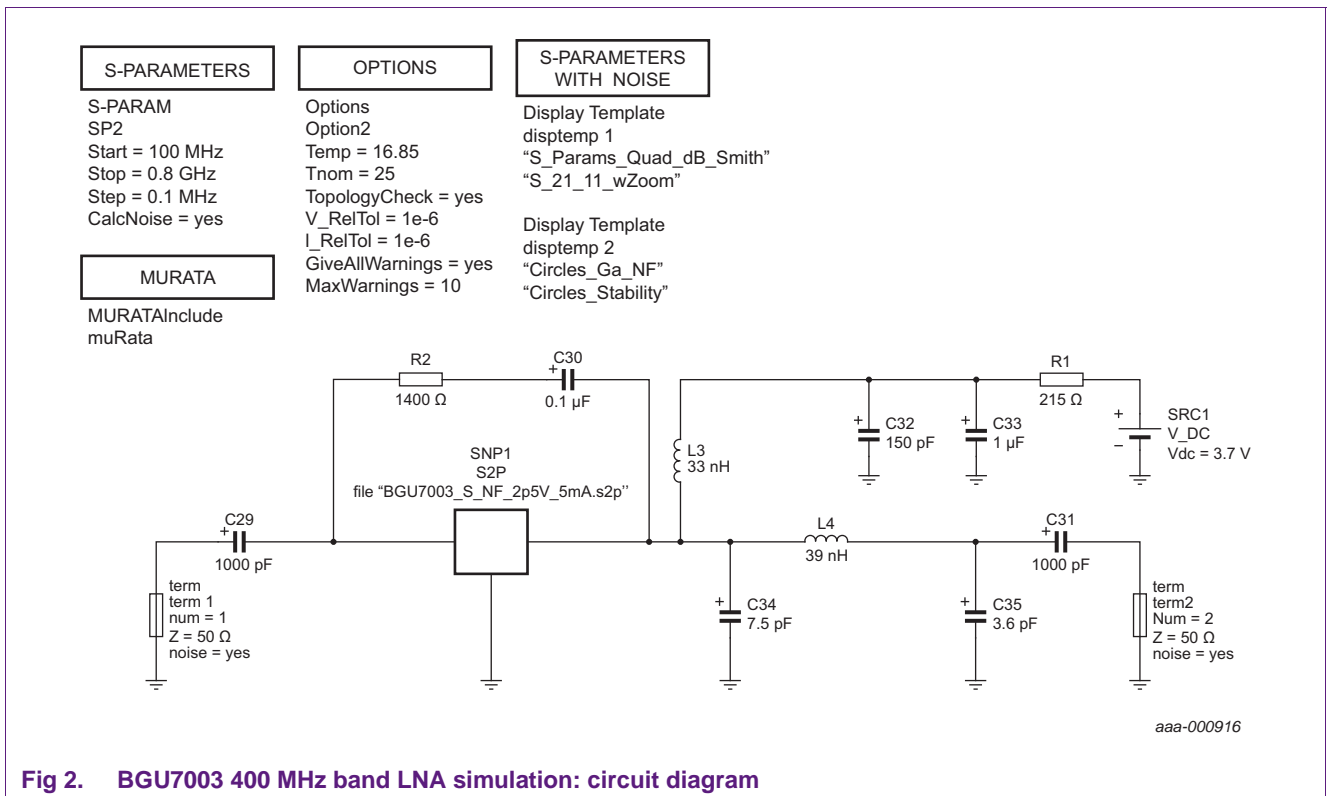 S-PARAMETERS
S-PARAM
SP2
Start = 100 MHz
Stop = 0.8 GHz
Step = 0.1 MHz
CalcNoise = yes
MURATA
MURATAInclude
muRata
OPTIONS
Options
Option2
Temp = 16.85
Tnom = 25
TopologyCheck = yes
V_RelTol = 1e-6
I_RelTol = 1e-6
GiveAllWarnings = yes
MaxWarnings = 10
S-PARAMETERS
WITH NOISE
Display Template
disptemp 1
“S_Params_Quad_dB_Smith”
“S_21_11_wZoom”
Display Template
disptemp 2
“Circles_Ga_NF”
“Circles_Stability”
R2
1400 Ω
C30
+
0.1 μF
R1
215 Ω
+
C32
150 pF
+
C33
1 μF
+
–
SRC1
V_DC
Vdc = 3.7 V
L3
33 nH
SNP1
S2P
file “BGU7003_S_NF_2p5V_5mA.s2p’’
C29
+
1000 pF
L4
39 nH
C31
+
1000 pF
term
term 1
num = 1
Z = 50 Ω
noise = yes
+
C34
7.5 pF
+
C35
3.6 pF
term
term2
Num = 2
Z = 50 Ω
noise = yes
aaa-000916
Fig 2. BGU7003 400 MHz band LNA simulation: circuit diagram